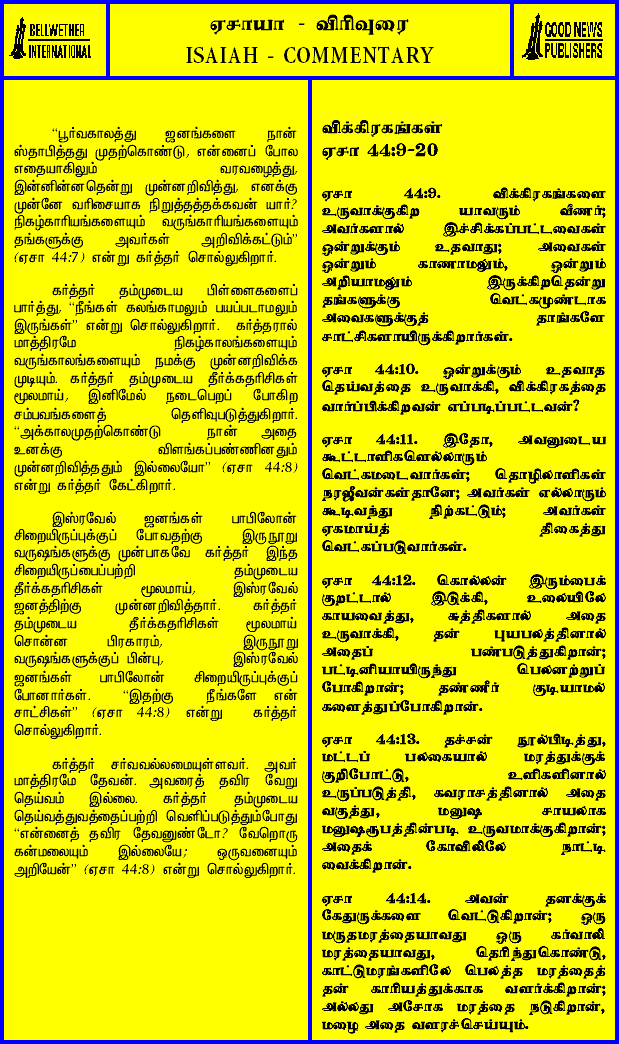 BELLWETHER
INTERNATIONAL
ஏசாயா - விரிவுரை
ISAIAH - COMMENTARY
GOOD NEWS
PUBLISHERS
“பூர்வகாலத்து ஜனங்களை நான்
ஸ்தாபித்தது முதற்கொண்டு, என்னைப் போல
எதையாகிலும் வரவழைத்து,
இன்னின்னதென்று முன்னறிவித்து, எனக்கு
முன்னே வரிசையாக நிறுத்தத்தக்கவன் யார்?
நிகழ்காரியங்களையும் வருங்காரியங்களையும்
தங்களுக்கு அவர்கள் அறிவிக்கட்டும்”
(ஏசா 44:7) என்று கர்த்தர் சொல்லுகிறார்.
கர்த்தர் தம்முடைய பிள்ளைகளைப்
பார்த்து, “நீங்கள் கலங்காமலும் பயப்படாமலும்
இருங்கள்” என்று சொல்லுகிறார். கர்த்தரால்
மாத்திரமே நிகழ்காலங்களையும்
வருங்காலங்களையும் நமக்கு முன்னறிவிக்க
முடியும். கர்த்தர் தம்முடைய தீர்க்கதரிசிகள்
மூலமாய், இனிமேல் நடைபெறப் போகிற
சம்பவங்களைத் தெளிவுபடுத்துகிறார்.
“அக்காலமுதற்கொண்டு நான் அதை
உனக்கு விளங்கப்பண்ணினதும்
முன்னறிவித்ததும் இல்லையோ” (ஏசா 44:8)
என்று கர்த்தர் கேட்கிறார்.
இஸ்ரவேல் ஜனங்கள் பாபிலோன்
சிறையிருப்புக்குப் போவதற்கு இருநூறு
வருஷங்களுக்கு முன்பாகவே கர்த்தர் இந்த
சிறையிருப்பைப்பற்றி தம்முடைய
தீர்க்கதரிசிகள் மூலமாய், இஸ்ரவேல்
ஜனத்திற்கு முன்னறிவித்தார். கர்த்தர்
தம்முடைய தீர்க்கதரிசிகள் மூலமாய்
சொன்ன பிரகாரம், இருநூறு
வருஷங்களுக்குப் பின்பு, இஸ்ரவேல்
ஜனங்கள் பாபிலோன் சிறையிருப்புக்குப்
போனார்கள். “இதற்கு நீங்களே என்
சாட்சிகள்” (ஏசா 44:8) என்று கர்த்தர்
சொல்லுகிறார்.
கர்த்தர் சர்வவல்லமையுள்ளவர். அவர்
மாத்திரமே தேவன். அவரைத் தவிர வேறு
தெய்வம் இல்லை. கர்த்தர் தம்முடைய
தெய்வத்துவத்தைப்பற்றி வெளிப்படுத்தும்போது
“என்னைத் தவிர தேவனுண்டோ? வேறொரு
கன்மலையும் இல்லையே; ஒருவனையும்
அறியேன்” (ஏசா 44:8) என்று சொல்லுகிறார்.
விக்கிரகங்கள்
ஏசா 44:9-20
ஏசா 44:9. விக்கிரகங்களை
உருவாக்குகிற யாவரும் வீணர்;
அவர்களால் இச்சிக்கப்பட்டவைகள்
ஒன்றுக்கும் உதவாது; அவைகள்
ஒன்றும் காணாமலும், ஒன்றும்
அறியாமலும் இருக்கிறதென்று
தங்களுக்கு வெட்கமுண்டாக
அவைகளுக்குத் தாங்களே
சாட்சிகளாயிருக்கிறார்கள்.
ஏசா 44:10. ஒன்றுக்கும் உதவாத
தெய்வத்தை உருவாக்கி, விக்கிரகத்தை
வார்ப்பிக்கிறவன் எப்படிப்பட்டவன்?
ஏசா 44:11. இதோ, அவனுடைய
கூட்டாளிகளெல்லாரும்
வெட்கமடைவார்கள்; தொழிலாளிகள்
நரஜீவன்கள்தானே; அவர்கள் எல்லாரும்
கூடிவந்து நிற்கட்டும்; அவர்கள்
ஏகமாய்த் திகைத்து
வெட்கப்படுவார்கள்.
ஏசா 44:12. கொல்லன் இரும்பைக்
குறட்டால் இடுக்கி, உலையிலே
காயவைத்து, சுத்திகளால் அதை
உருவாக்கி, தன் புயபலத்தினால்
அதைப் பண்படுத்துகிறான்;
பட்டினியாயிருந்து பெலனற்றுப்
போகிறான்; தண்ணீர் குடியாமல்
களைத்துப்போகிறான்.
ஏசா 44:13. தச்சன் நூல்பிடித்து,
மட்டப் பலகையால் மரத்துக்குக்
குறிபோட்டு, உளிகளினால்
உருப்படுத்தி, கவராசத்தினால் அதை
வகுத்து, மனுஷ சாயலாக
மனுஷரூபத்தின்படி உருவமாக்குகிறான்;
அதைக் கோவிலிலே நாட்டி
வைக்கிறான்.
ஏசா 44:14. அவன் தனக்குக்
கேதுருக்களை வெட்டுகிறான்; ஒரு
மருதமரத்தையாவது ஒரு கர்வாலி
மரத்தையாவது, தெரிந்துகொண்டு,
காட்டுமரங்களிலே பெலத்த மரத்தைத்
தன் காரியத்துக்காக வளர்க்கிறான்;
அல்லது அசோக மரத்தை நடுகிறான்,
மழை அதை வளரச்செய்யும்.